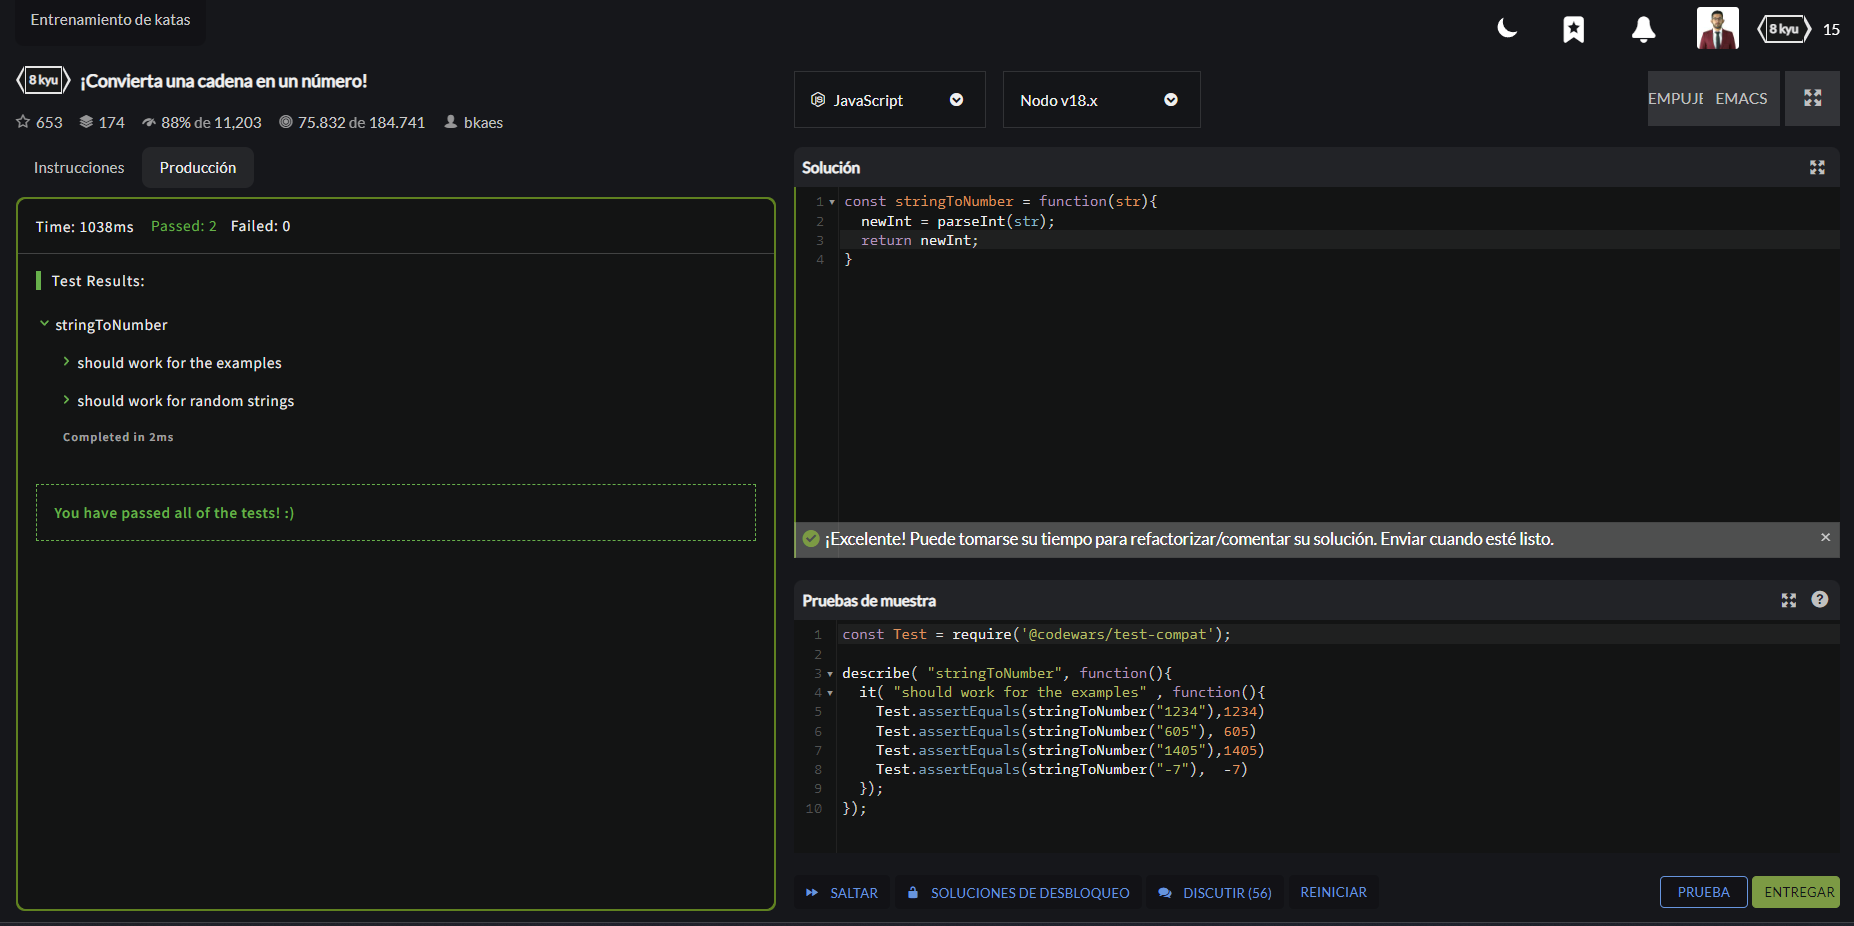 Entrenamiento de katas
8 kyu 15
8 kyu ¡Convierta una cadena en un número!
653 174 88% de 11,203 75.832 de 184.741 bkaes
Instrucciones Producción
Time: 1038ms Passed: 2 Failed: 0
Test Results:
stringToNumber
should work for the examples
should work for random strings
Completed in 2ms
You have passed all of the tests! :)
JavaScript Nodo v18.x EMPUJE EMACS
Solución
1 const stringToNumber = function(str){
2 newInt = parseInt(str);
3 return newInt;
4 }
¡Excelente! Puede tomarse su tiempo para refactorizar/comentar su solución. Enviar cuando esté listo. ×
Pruebas de muestra ?
1 const Test = require('@codewars/test-compat');
2
3 describe( "stringToNumber", function(){
4 it( "should work for the examples" , function(){
5 Test.assertEquals(stringToNumber("1234"),1234)
6 Test.assertEquals(stringToNumber("605"), 605)
7 Test.assertEquals(stringToNumber("1405"),1405)
8 Test.assertEquals(stringToNumber("-7"), -7)
9 });
10 });
SALTAR SOLUCIONES DE DESBLOQUEO DISCUTIR (56) REINICIAR PRUEBA ENTREGAR